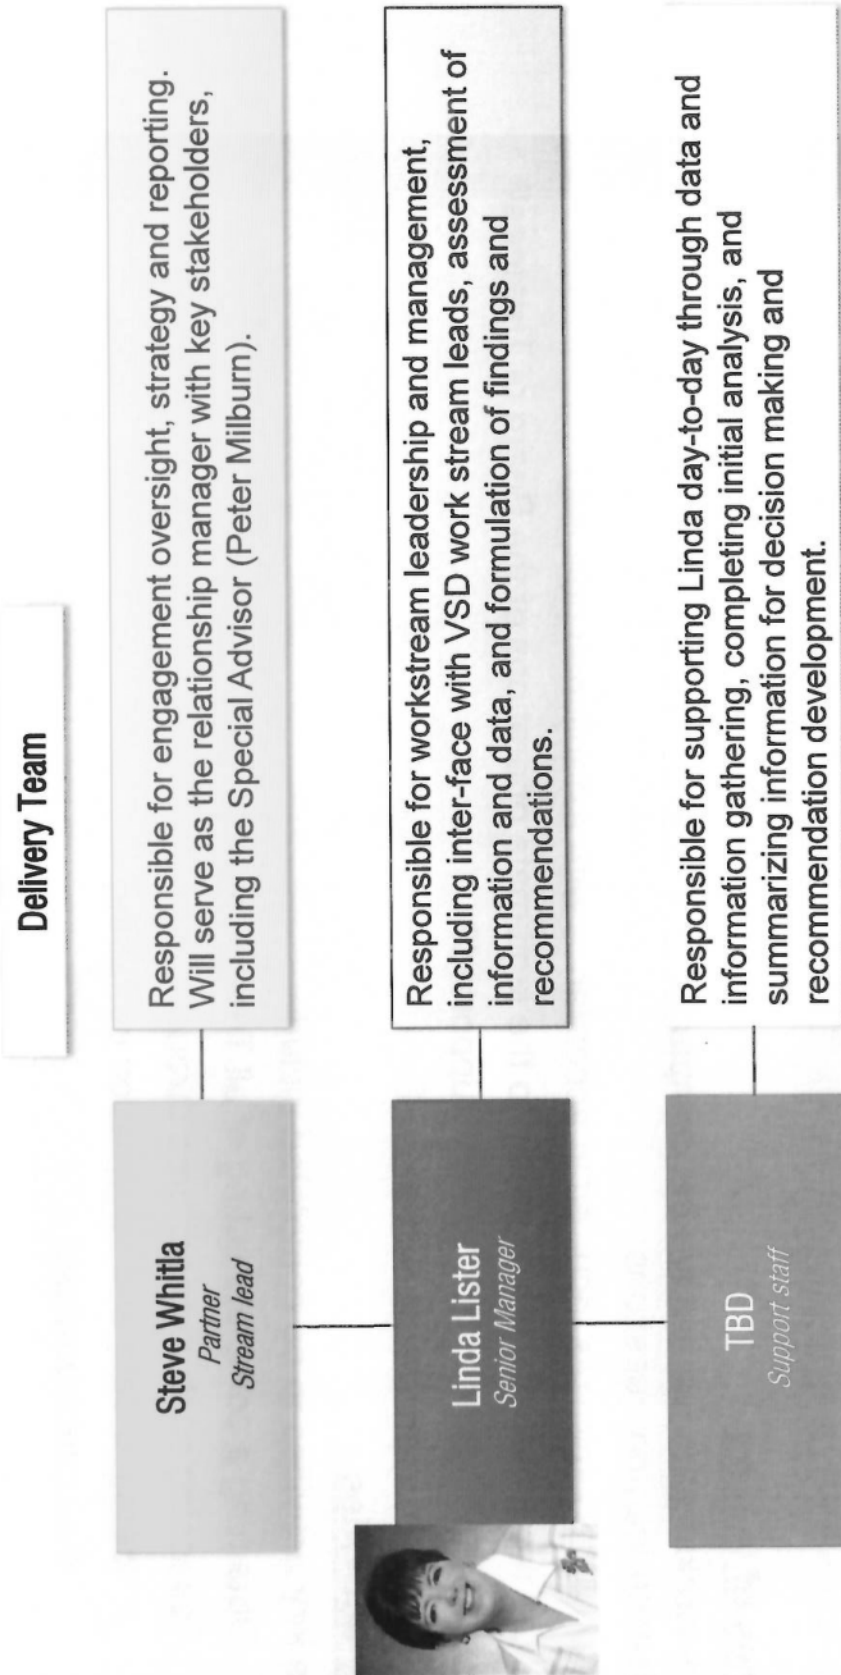 Delivery Team
Steve Whitla
Partner
Stream lead
Responsible for engagement oversight, strategy and reporting.
Will serve as the relationship manager with key stakeholders,
including the Special Advisor (Peter Milburn).
Linda Lister
Senior Manager
Responsible for workstream leadership and management,
including inter-face with VSD work stream leads, assessment of
information and data, and formulation of findings and
recommendations.
TBD
Support staff
Responsible for supporting Linda day-to-day through data and
information gathering, completing initial analysis, and
summarizing information for decision making and
recommendation development.